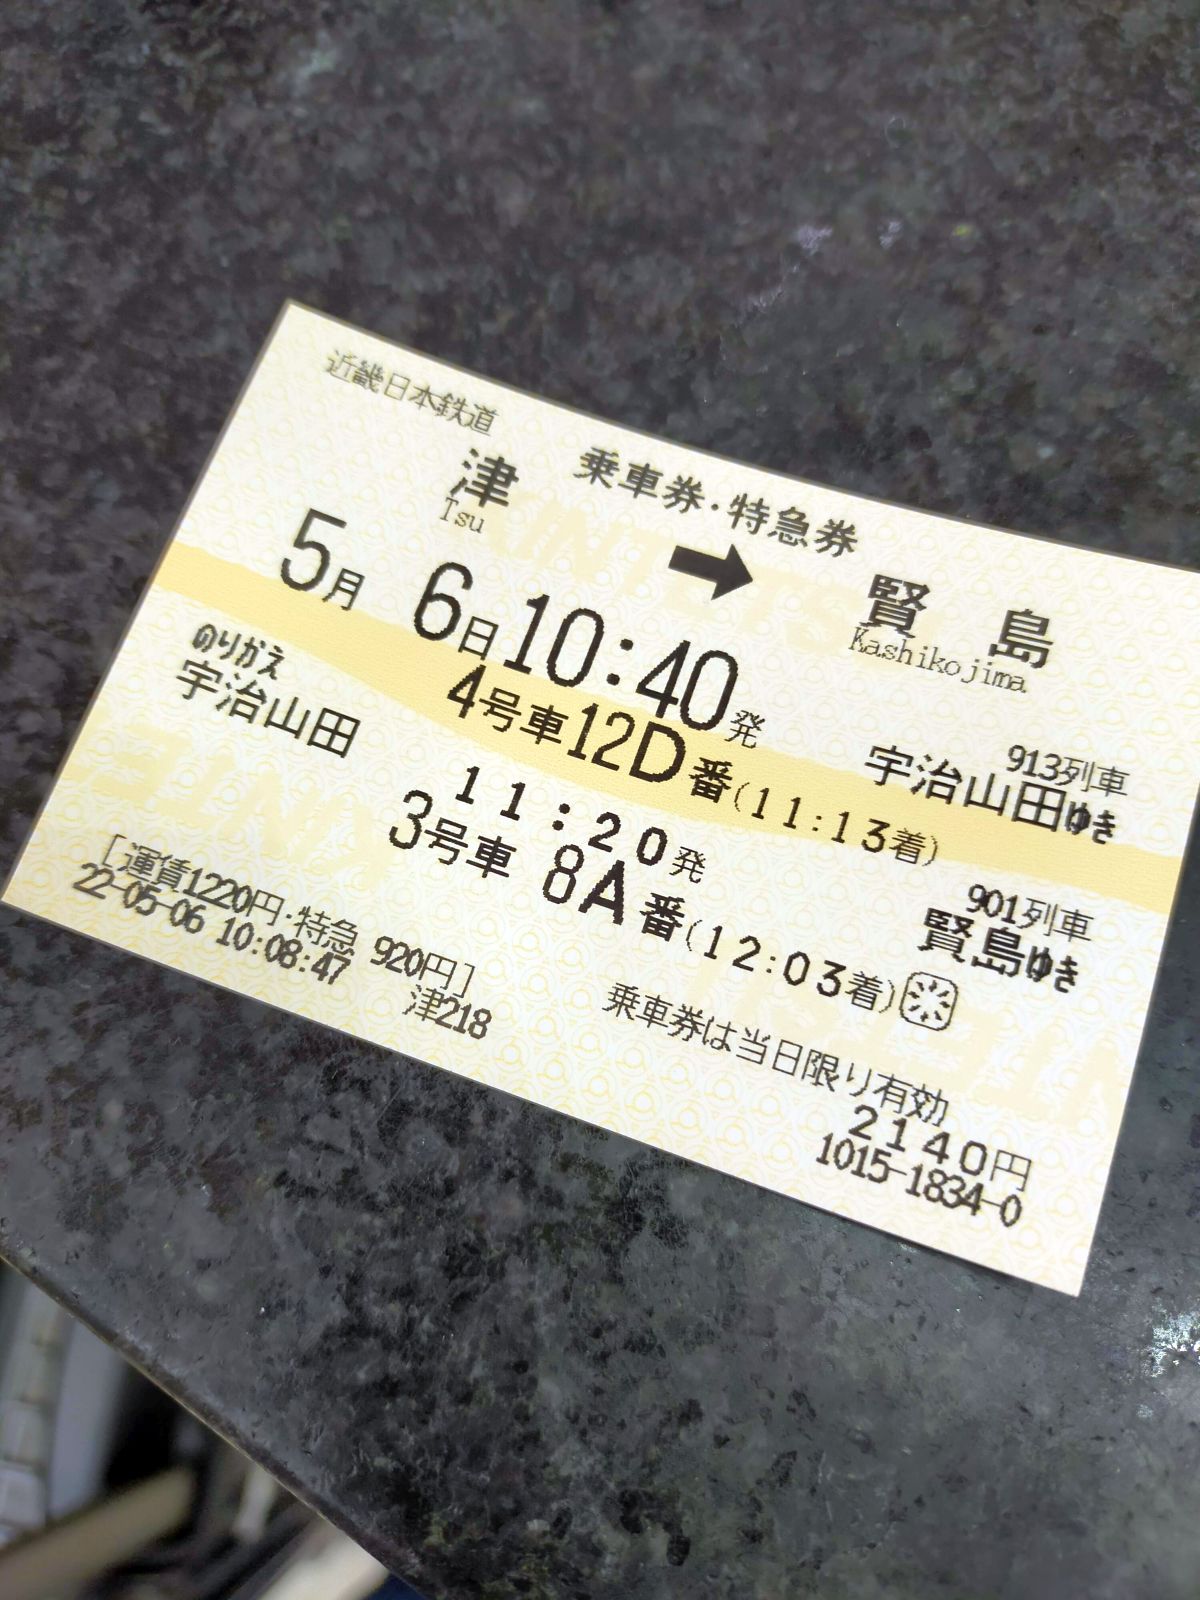 近畿日本鉄道
乗車券・特急券
津 → 賢島
Tsu Kashikojima
5月 6日10:40発 913列車
4号車12D番(11:13着) 宇治山田ゆき
のりかえ
宇治山田 11:20発 901列車
3号車 8A番(12:03着) 賢島ゆき
[運賃1220円・特急 920円] 乗車券は当日限り有効
22-05-06 10:08:47 2140円
津218 1015-1834-0
KINTETSU